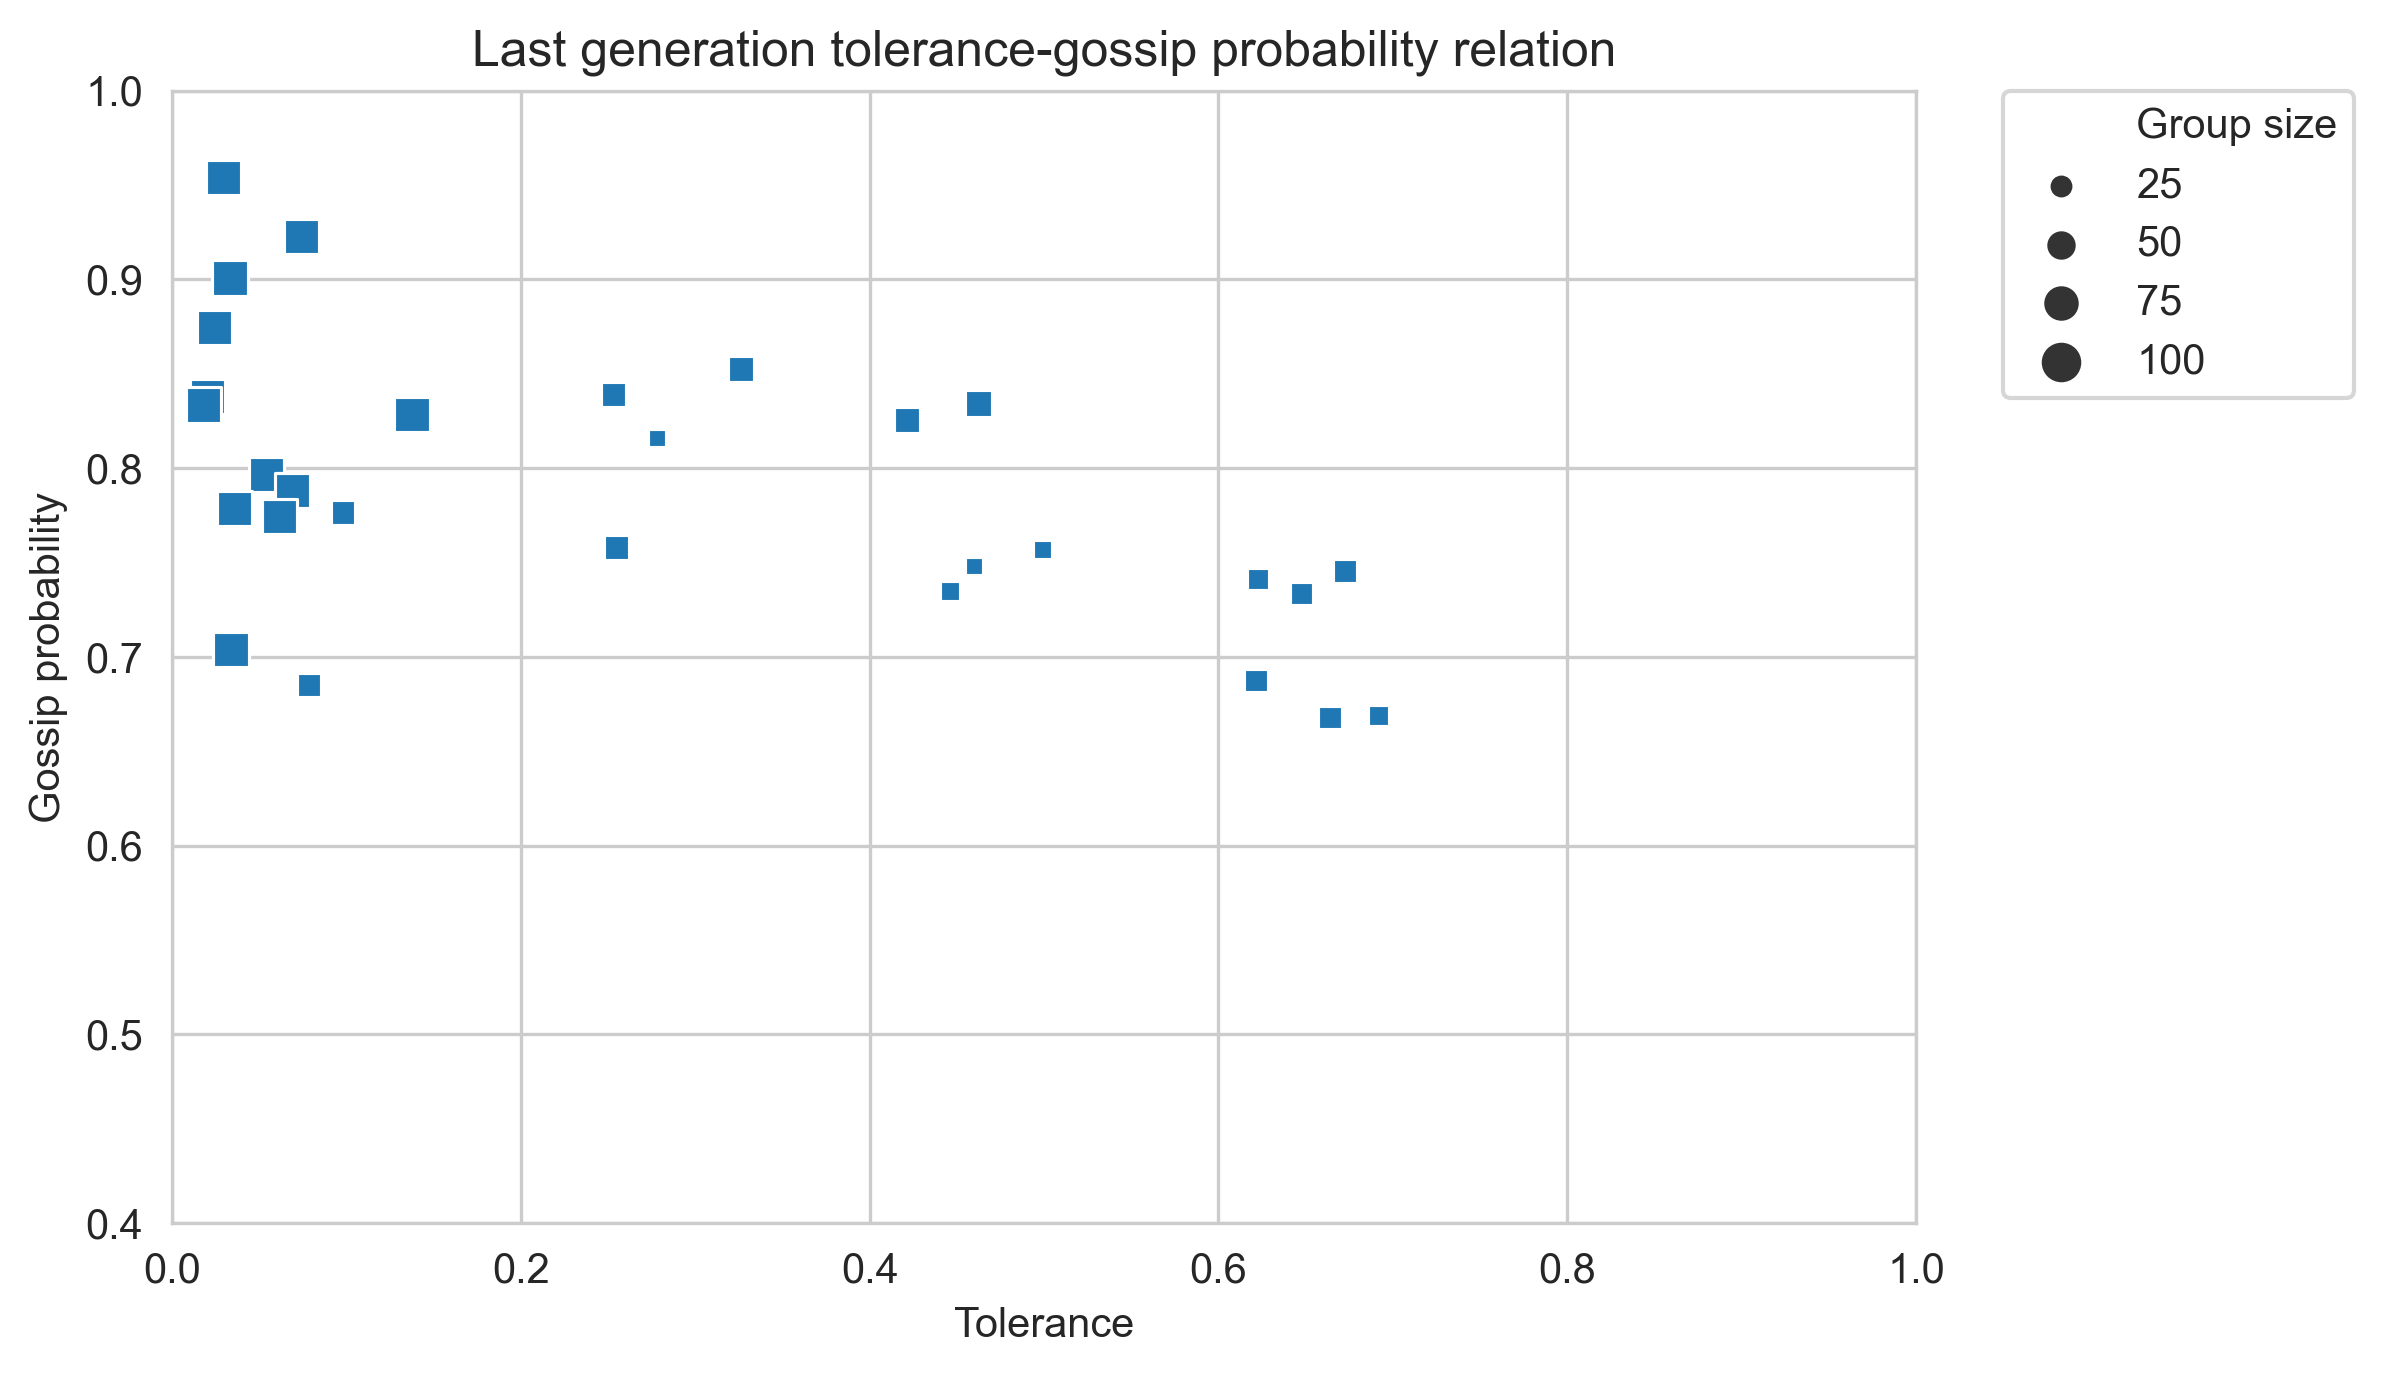 Last generation tolerance-gossip probability relation
1.0
0.9
0.8
0.7
0.6
0.5
0.4
Gossip probability
0.0 0.2 0.4 0.6 0.8 1.0
Tolerance
Group size
25
50
75
100